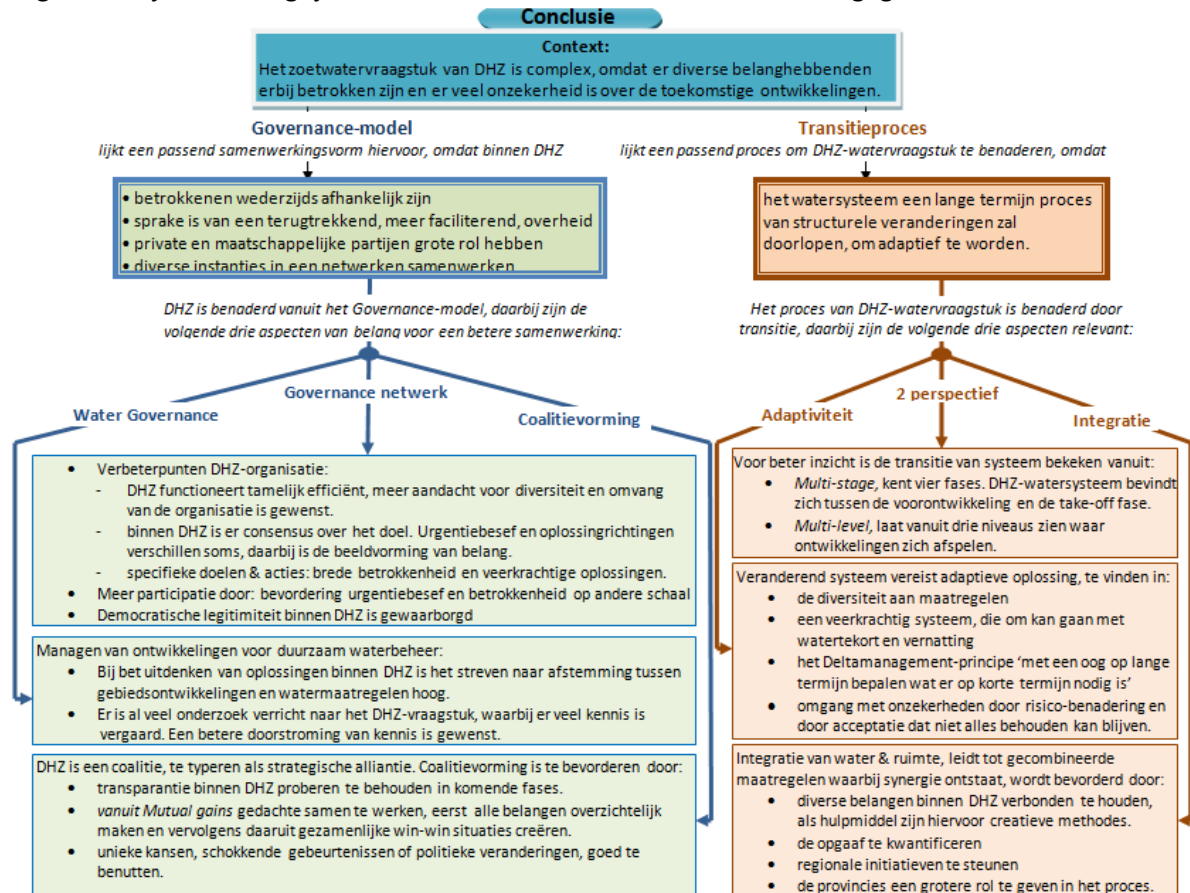 Conclusie
Context:
Het zoetwatervraagstuk van DHZ is complex, omdat er diverse belanghebbenden
erbij betrokken zijn en er veel onzekerheid is over de toekomstige ontwikkelingen.
Governance-model
lijkt een passend samenwerkingsvorm hiervoor, omdat binnen DHZ
• betrokkenen wederzijds afhankelijk zijn
• sprake is van een terugtrekkend, meer faciliterend, overheid
• private en maatschappelijke partijen grote rol hebben
• diverse instanties in een netwerken samenwerken
DHZ is benaderd vanuit het Governance-model, daarbij zijn de
volgende drie aspecten van belang voor een betere samenwerking:
Water Governance
Governance netwerk
Coalitievorming
• Verbeterpunten DHZ-organisatie:
- DHZ functioneert tamelijk efficiënt, meer aandacht voor diversiteit en omvang
van de organisatie is gewenst.
- binnen DHZ is er consensus over het doel. Urgentiebesef en oplossingrichtingen
verschillen soms, daarbij is de beeldvorming van belang.
- specifieke doelen & acties: brede betrokkenheid en veerkrachtige oplossingen.
• Meer participatie door: bevordering urgentiebesef en betrokkenheid op andere schaal
• Democratische legitimiteit binnen DHZ is gewaarborgd
Managen van ontwikkelingen voor duurzaam waterbeheer:
• Bij bet uitdenken van oplossingen binnen DHZ is het streven naar afstemming tussen
gebiedsontwikkelingen en watermaatregelen hoog.
• Er is al veel onderzoek verricht naar het DHZ-vraagstuk, waarbij er veel kennis is
vergaard. Een betere doorstroming van kennis is gewenst.
DHZ is een coalitie, te typeren als strategische alliantie. Coalitievorming is te bevorderen door:
• transparantie binnen DHZ proberen te behouden in komende fases.
• vanuit Mutual gains gedachte samen te werken, eerst alle belangen overzichtelijk
maken en vervolgens daaruit gezamenlijke win-win situaties creëren.
• unieke kansen, schokkende gebeurtenissen of politieke veranderingen, goed te
benutten.
Transitieproces
lijkt een passend proces om DHZ-watervraagstuk te benaderen, omdat
het watersysteem een lange termijn proces
van structurele veranderingen zal
doorlopen, om adaptief te worden.
Het proces van DHZ-watervraagstuk is benaderd door
transitie, daarbij zijn de volgende drie aspecten relevant:
Adaptiviteit
2 perspectief
Integratie
Voor beter inzicht is de transitie van systeem bekeken vanuit:
• Multi-stage, kent vier fases. DHZ-watersysteem bevindt
zich tussen de voorontwikkeling en de take-off fase.
• Multi-level, laat vanuit drie niveaus zien waar
ontwikkelingen zich afspelen.
Veranderend systeem vereist adaptieve oplossing, te vinden in:
• de diversiteit aan maatregelen
• een veerkrachtig systeem, die om kan gaan met
watertekort en vernatting
• het Deltamanagement-principe ‘met een oog op lange
termijn bepalen wat er op korte termijn nodig is’
• omgang met onzekerheden door risico-benadering en
door acceptatie dat niet alles behouden kan blijven.
Integratie van water & ruimte, leidt tot gecombineerde
maatregelen waarbij synergie ontstaat, wordt bevorderd door:
• diverse belangen binnen DHZ verbonden te houden,
als hulpmiddel zijn hiervoor creatieve methodes.
• de opgaaf te kwantificeren
• regionale initiatieven te steunen
• de provincies een grotere rol te geven in het proces.